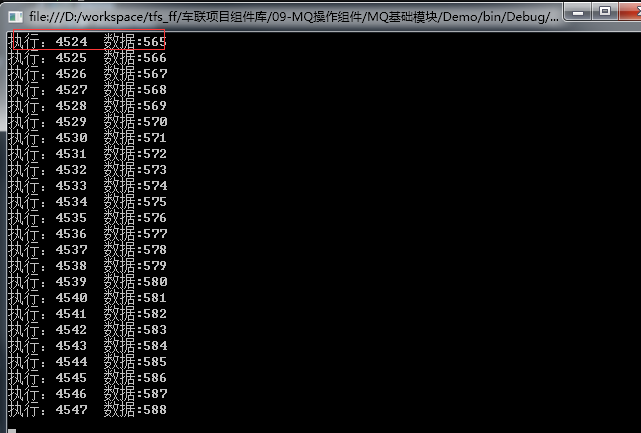 file:///D:/workspace/tfs_ff/车联项目组件库/09-MQ操作组件/MQ基础模块/Demo/bin/Debug/...
执行：4524 数据:565
执行：4525 数据:566
执行：4526 数据:567
执行：4527 数据:568
执行：4528 数据:569
执行：4529 数据:570
执行：4530 数据:571
执行：4531 数据:572
执行：4532 数据:573
执行：4533 数据:574
执行：4534 数据:575
执行：4535 数据:576
执行：4536 数据:577
执行：4537 数据:578
执行：4538 数据:579
执行：4539 数据:580
执行：4540 数据:581
执行：4541 数据:582
执行：4542 数据:583
执行：4543 数据:584
执行：4544 数据:585
执行：4545 数据:586
执行：4546 数据:587
执行：4547 数据:588